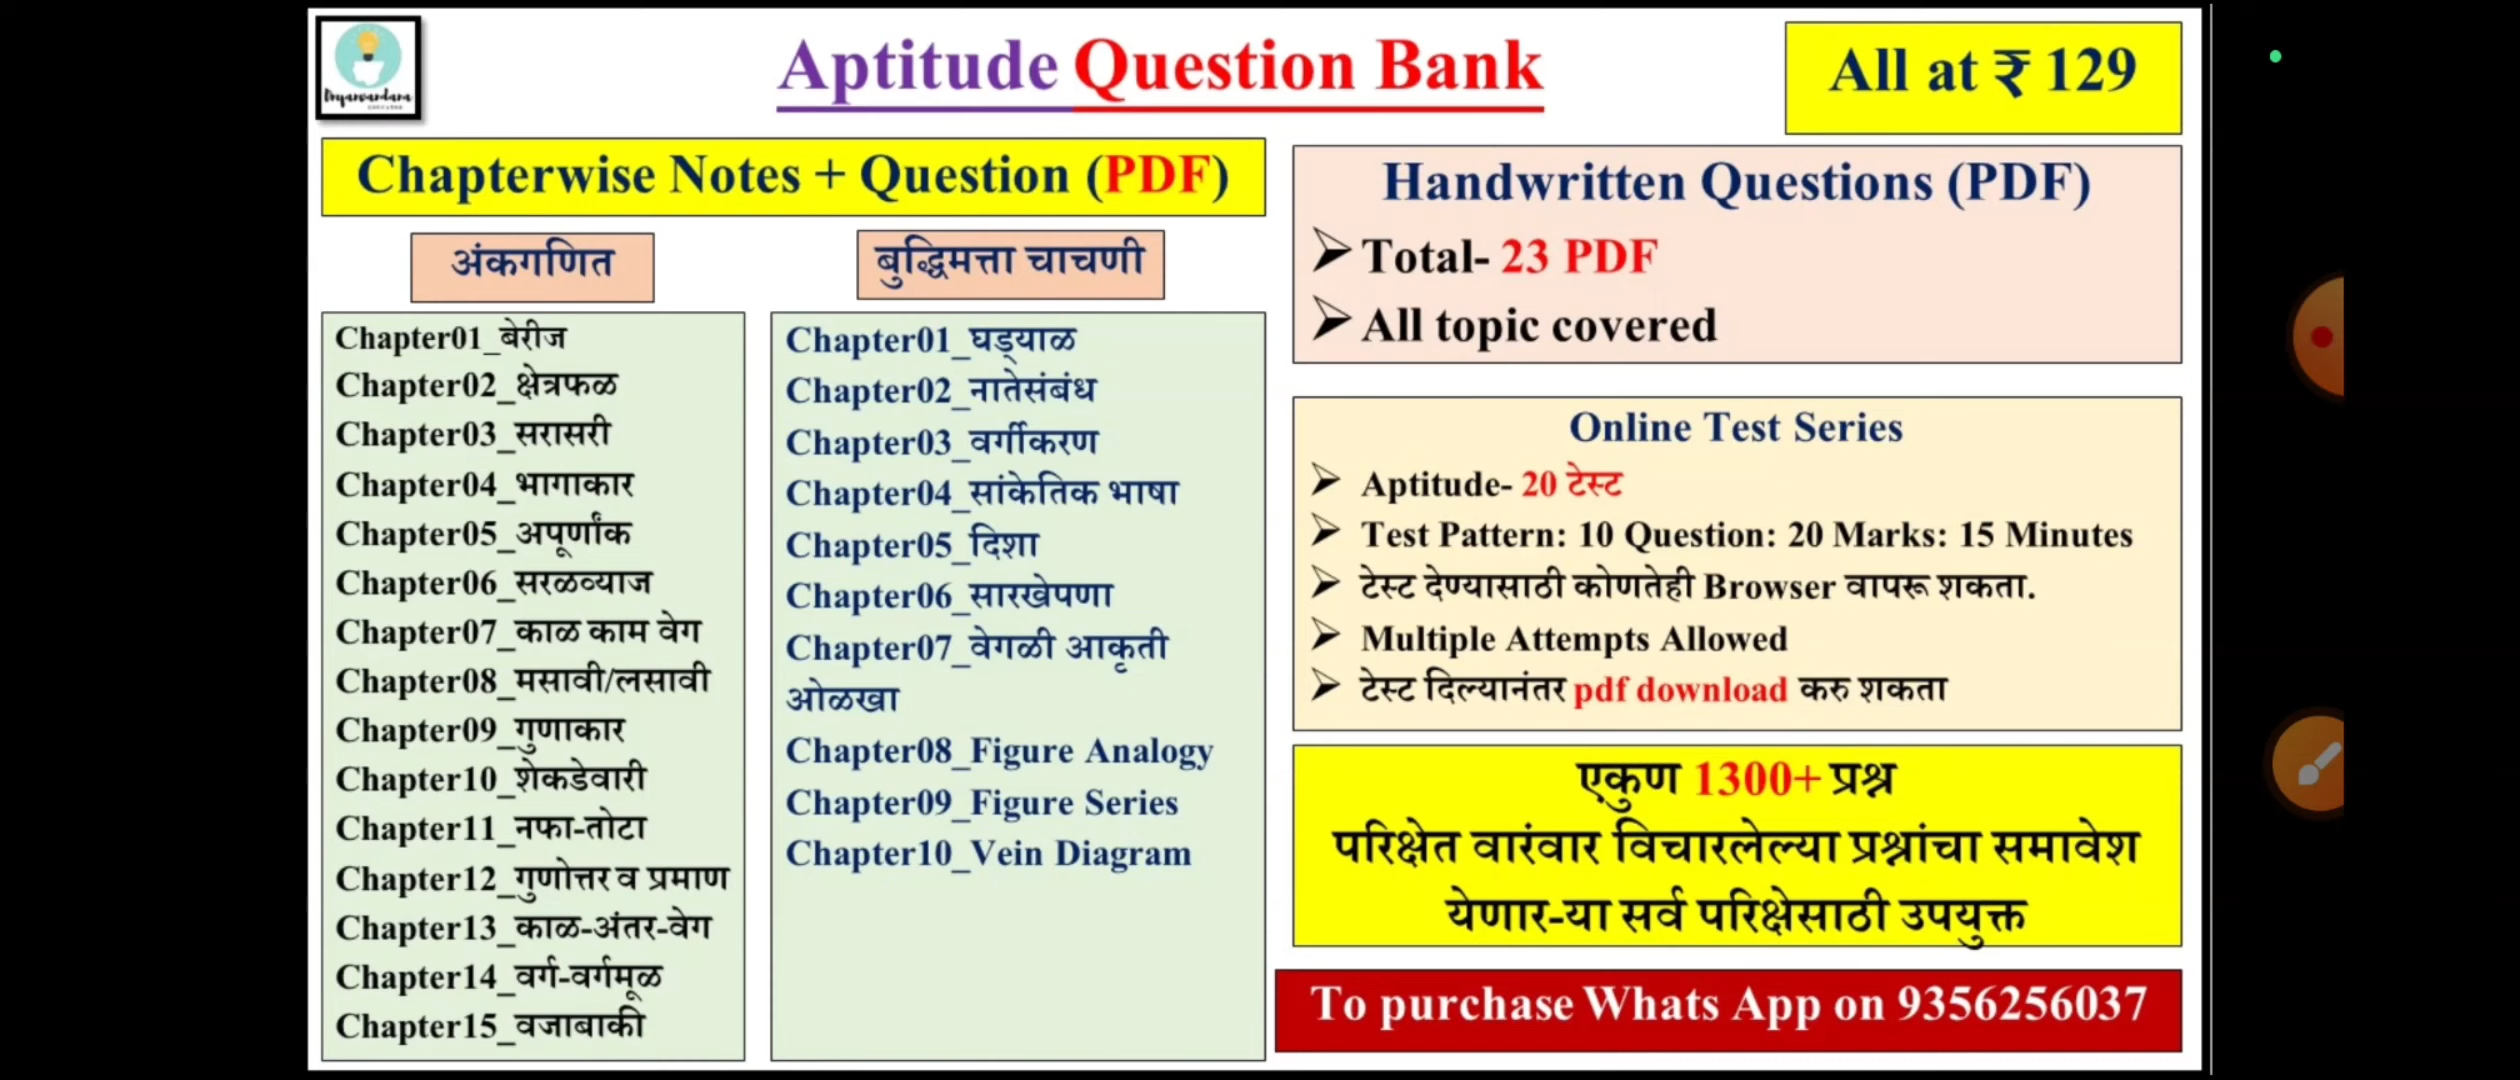 Dnyanvandana
Aptitude Question Bank
All at ₹ 129
Chapterwise Notes + Question (PDF)
अंकगणित
Chapter01_बेरीज
Chapter02_क्षेत्रफळ
Chapter03_सरासरी
Chapter04_भागाकार
Chapter05_अपूर्णांक
Chapter06_सरळव्याज
Chapter07_काळ काम वेग
Chapter08_मसावी/लसावी
Chapter09_गुणाकार
Chapter10_शेकडेवारी
Chapter11_नफा-तोटा
Chapter12_गुणोत्तर व प्रमाण
Chapter13_काळ-अंतर-वेग
Chapter14_वर्ग-वर्गमूळ
Chapter15_वजाबाकी
बुद्धिमत्ता चाचणी
Chapter01_घड्याळ
Chapter02_नातेसंबंध
Chapter03_वर्गीकरण
Chapter04_सांकेतिक भाषा
Chapter05_दिशा
Chapter06_सारखेपणा
Chapter07_वेगळी आकृती
ओळखा
Chapter08_Figure Analogy
Chapter09_Figure Series
Chapter10_Vein Diagram
Handwritten Questions (PDF)
Total- 23 PDF
All topic covered
Online Test Series
Aptitude- 20 टेस्ट
Test Pattern: 10 Question: 20 Marks: 15 Minutes
टेस्ट देण्यासाठी कोणतेही Browser वापरू शकता.
Multiple Attempts Allowed
टेस्ट दिल्यानंतर pdf download करु शकता
एकुण 1300+ प्रश्न
परिक्षेत वारंवार विचारलेल्या प्रश्नांचा समावेश
येणार-या सर्व परिक्षेसाठी उपयुक्त
To purchase Whats App on 9356256037